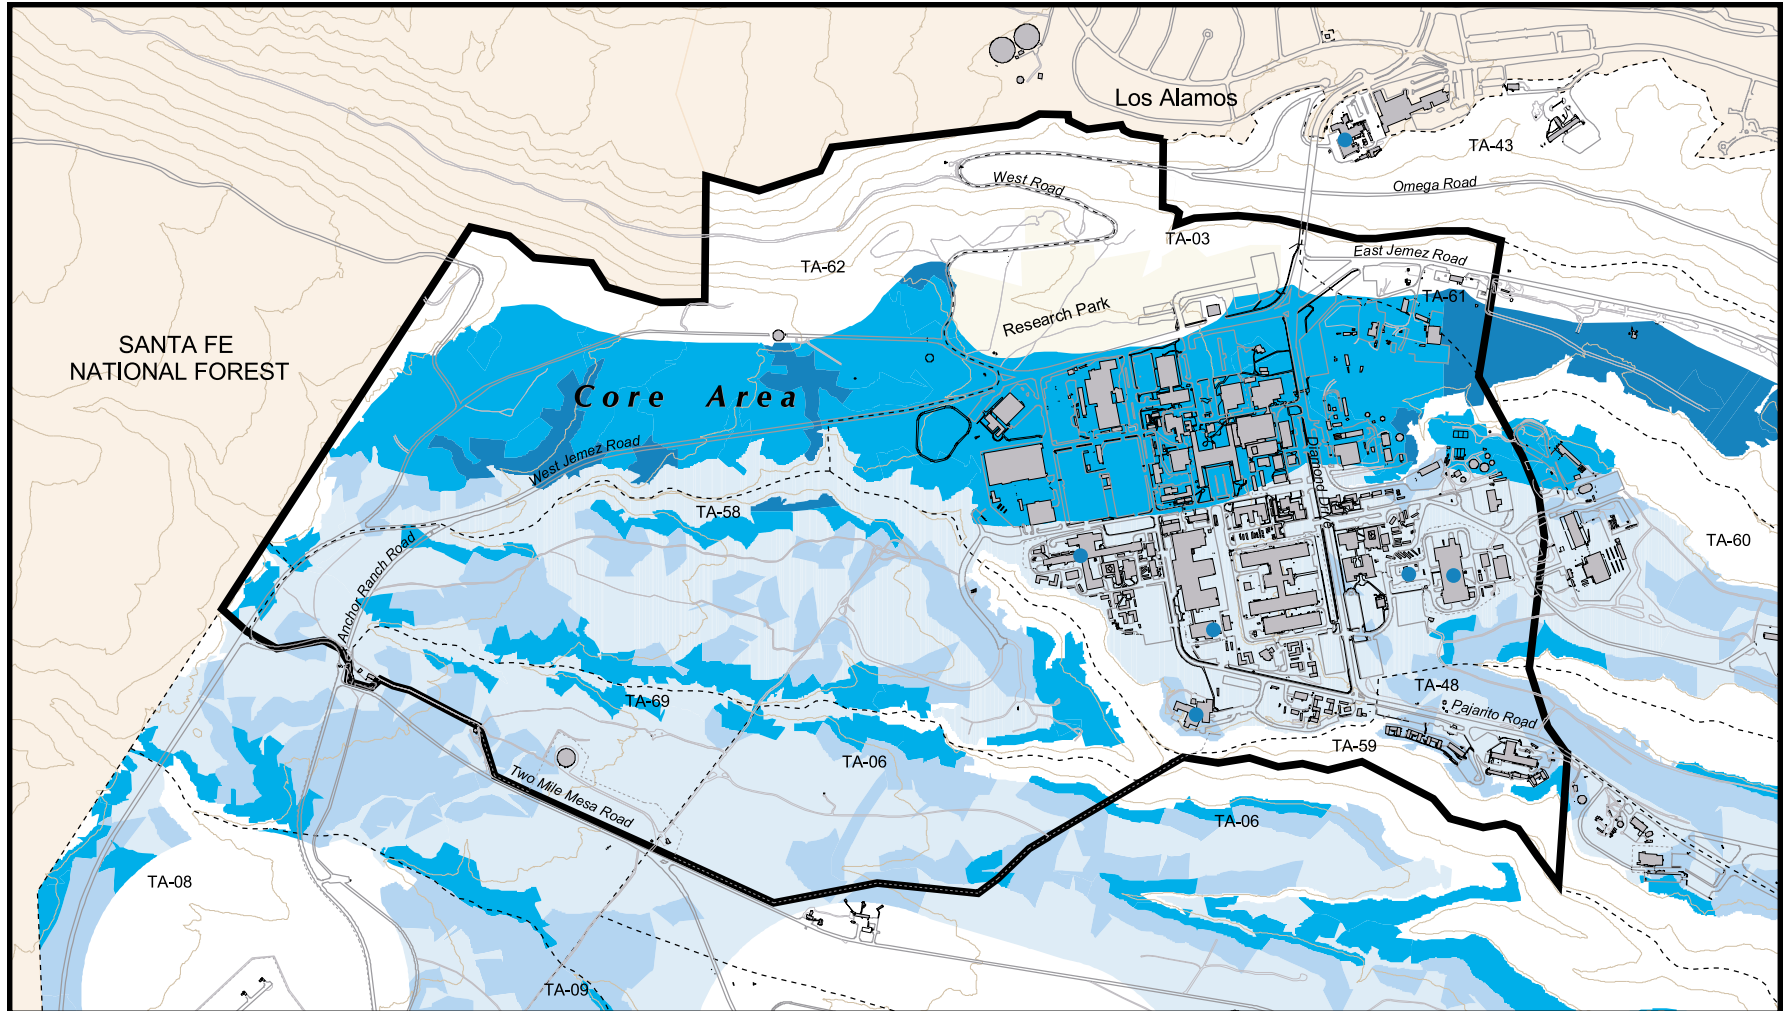 Los Alamos
TA-43
West Road
Omega Road
TA-03
East Jemez Road
TA-62
TA-61
Research Park
SANTA FE
NATIONAL FOREST
Core Area
West Jemez Road
Diamond Drive
TA-58
TA-60
Anchor Ranch Road
TA-48
TA-69
Pajarito Road
TA-59
TA-06
Two Mile Mesa Road
TA-06
TA-08
TA-09